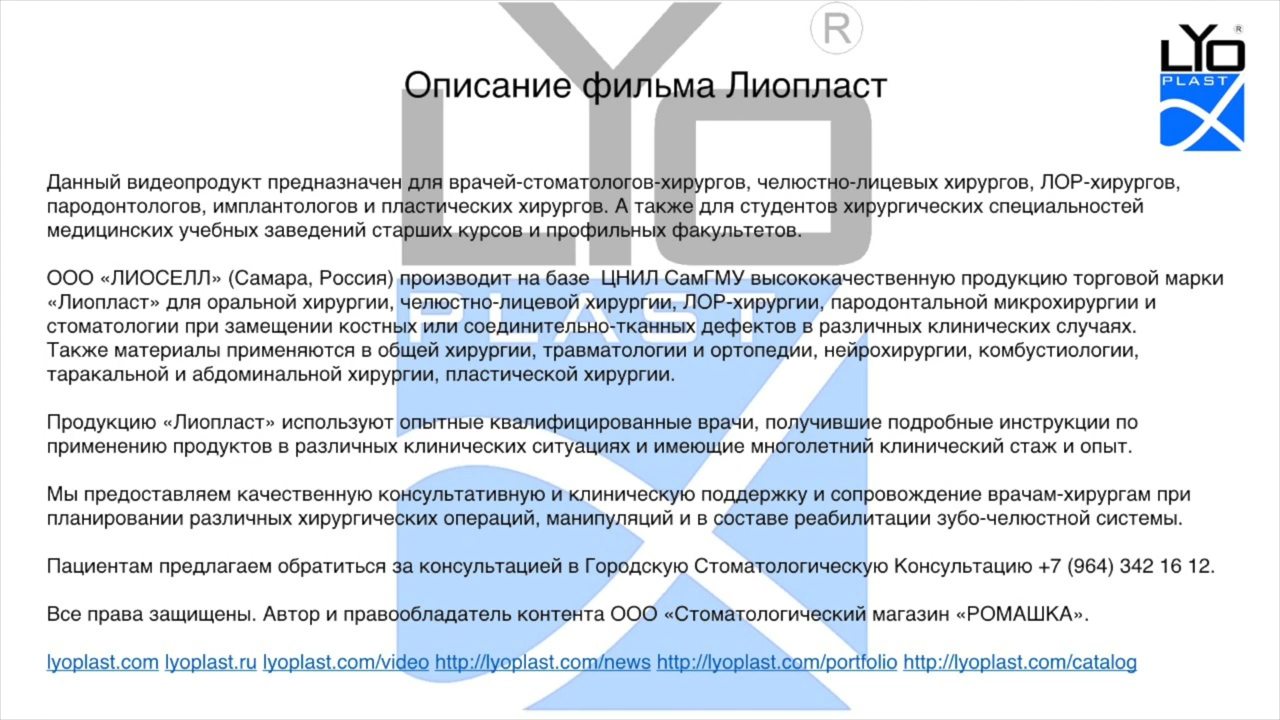 LYO
®
PLAST
Описание фильма Лиопласт
Данный видеопродукт предназначен для врачей-стоматологов-хирургов, челюстно-лицевых хирургов, ЛОР-хирургов,
пародонтологов, имплантологов и пластических хирургов. А также для студентов хирургических специальностей
медицинских учебных заведений старших курсов и профильных факультетов.
ООО «ЛИОСЕЛЛ» (Самара, Россия) производит на базе ЦНИЛ СамГМУ высококачественную продукцию торговой марки
«Лиопласт» для оральной хирургии, челюстно-лицевой хирургии, ЛОР-хирургии, пародонтальной микрохирургии и
стоматологии при замещении костных или соединительно-тканных дефектов в различных клинических случаях.
Также материалы применяются в общей хирургии, травматологии и ортопедии, нейрохирургии, комбустиологии,
таракальной и абдоминальной хирургии, пластической хирургии.
Продукцию «Лиопласт» используют опытные квалифицированные врачи, получившие подробные инструкции по
применению продуктов в различных клинических ситуациях и имеющие многолетний клинический стаж и опыт.
Мы предоставляем качественную консультативную и клиническую поддержку и сопровождение врачам-хирургам при
планировании различных хирургических операций, манипуляций и в составе реабилитации зубо-челюстной системы.
Пациентам предлагаем обратиться за консультацией в Городскую Стоматологическую Консультацию +7 (964) 342 16 12.
Все права защищены. Автор и правообладатель контента ООО «Стоматологический магазин «РОМАШКА».
lyoplast.com lyoplast.ru lyoplast.com/video http://lyoplast.com/news http://lyoplast.com/portfolio http://lyoplast.com/catalog
LYO
®
PLAST